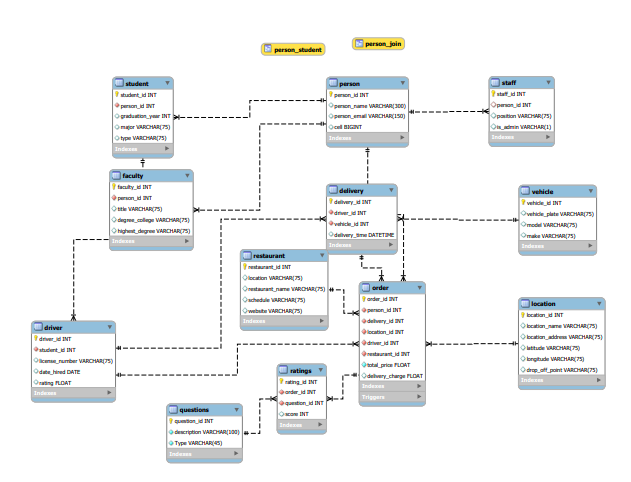 person_student
person_join
student
student_id INT
person_id INT
graduation_year INT
major VARCHAR(75)
type VARCHAR(75)
Indexes
person
person_id INT
person_name VARCHAR(300)
person_email VARCHAR(150)
cell BIGINT
Indexes
staff
staff_id INT
person_id INT
position VARCHAR(75)
is_admin VARCHAR(1)
Indexes
faculty
faculty_id INT
person_id INT
title VARCHAR(75)
degree_college VARCHAR(75)
highest_degree VARCHAR(75)
Indexes
delivery
delivery_id INT
driver_id INT
vehicle_id INT
delivery_time DATETIME
Indexes
vehicle
vehicle_id INT
vehicle_plate VARCHAR(75)
model VARCHAR(75)
make VARCHAR(75)
Indexes
restaurant
restaurant_id INT
location VARCHAR(75)
restaurant_name VARCHAR(75)
schedule VARCHAR(75)
website VARCHAR(75)
Indexes
order
order_id INT
person_id INT
delivery_id INT
location_id INT
driver_id INT
restaurant_id INT
total_price FLOAT
delivery_charge FLOAT
Indexes
Triggers
location
location_id INT
location_name VARCHAR(75)
location_address VARCHAR(75)
latitude VARCHAR(75)
longitude VARCHAR(75)
drop_off_point VARCHAR(75)
Indexes
driver
driver_id INT
student_id INT
license_number VARCHAR(75)
date_hired DATE
rating FLOAT
Indexes
ratings
rating_id INT
order_id INT
question_id INT
score INT
Indexes
questions
question_id INT
description VARCHAR(100)
Type VARCHAR(45)
Indexes